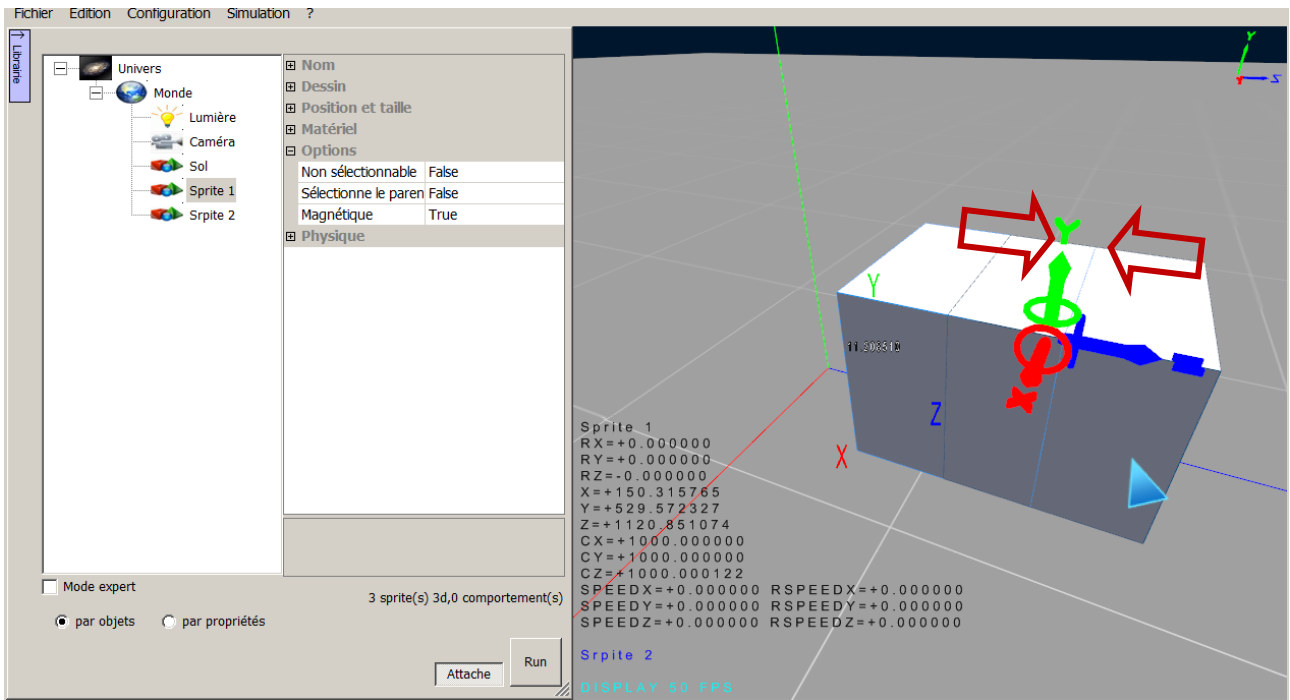 Fichier Edition Configuration Simulation ?
↑ Librairie
Univers
Monde
Lumière
Caméra
Sol
Sprite 1
Srpite 2
Nom
Dessin
Position et taille
Matériel
Options
Non sélectionnable False
Sélectionne le paren False
Magnétique True
Physique
Mode expert
3 sprite(s) 3d,0 comportement(s)
par objets par propriétés
Attache
Run
Y
Z
Y
Y
X
Z
X
Sprite 1
RX=+0.000000
RY=+0.000000
RZ=-0.000000
X=+150.315765
Y=+529.572327
Z=+1120.851074
CX=+1000.000000
CY=+1000.000000
CZ=+1000.000122
SPEEDX=+0.000000 RSPEEDX=+0.000000
SPEEDY=+0.000000 RSPEEDY=+0.000000
SPEEDZ=+0.000000 RSPEEDZ=+0.000000
Srpite 2
DISPLAY 50 FPS